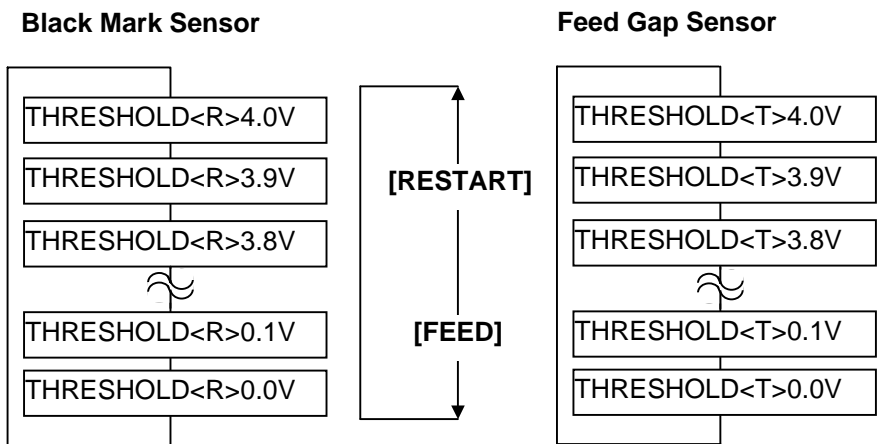 Black Mark Sensor
THRESHOLD<R>4.0V
THRESHOLD<R>3.9V
THRESHOLD<R>3.8V
THRESHOLD<R>0.1V
THRESHOLD<R>0.0V
[RESTART]
[FEED]
Feed Gap Sensor
THRESHOLD<T>4.0V
THRESHOLD<T>3.9V
THRESHOLD<T>3.8V
THRESHOLD<T>0.1V
THRESHOLD<T>0.0V